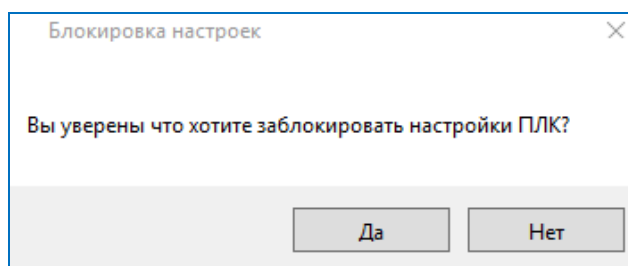 Блокировка настроек
Вы уверены что хотите заблокировать настройки ПЛК?
Да
Нет